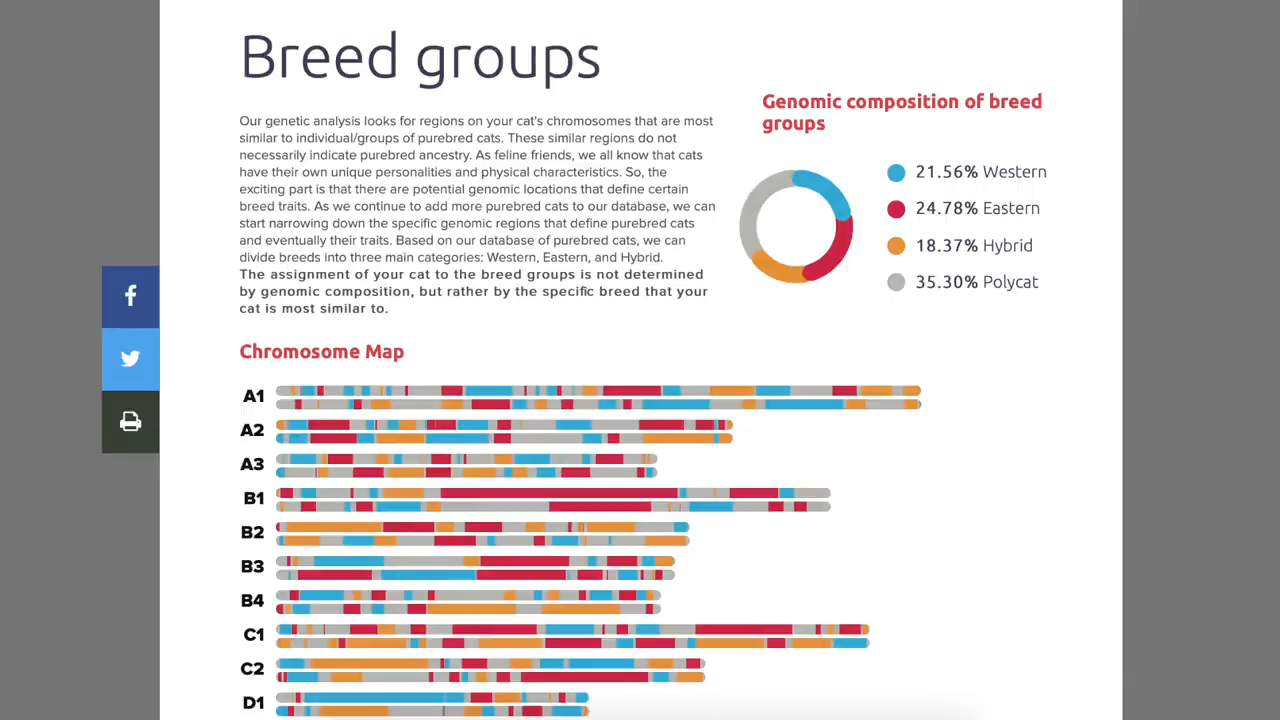 Breed groups
Our genetic analysis looks for regions on your cat's chromosomes that are most
similar to individual/groups of purebred cats. These similar regions do not
necessarily indicate purebred ancestry. As feline friends, we all know that cats
have their own unique personalities and physical characteristics. So, the
exciting part is that there are potential genomic locations that define certain
breed traits. As we continue to add more purebred cats to our database, we can
start narrowing down the specific genomic regions that define purebred cats
and eventually their traits. Based on our database of purebred cats, we can
divide breeds into three main categories: Western, Eastern, and Hybrid.
The assignment of your cat to the breed groups is not determined
by genomic composition, but rather by the specific breed that your
cat is most similar to.
Genomic composition of breed
groups
21.56% Western
24.78% Eastern
18.37% Hybrid
35.30% Polycat
Chromosome Map
A1
A2
A3
B1
B2
B3
B4
C1
C2
D1